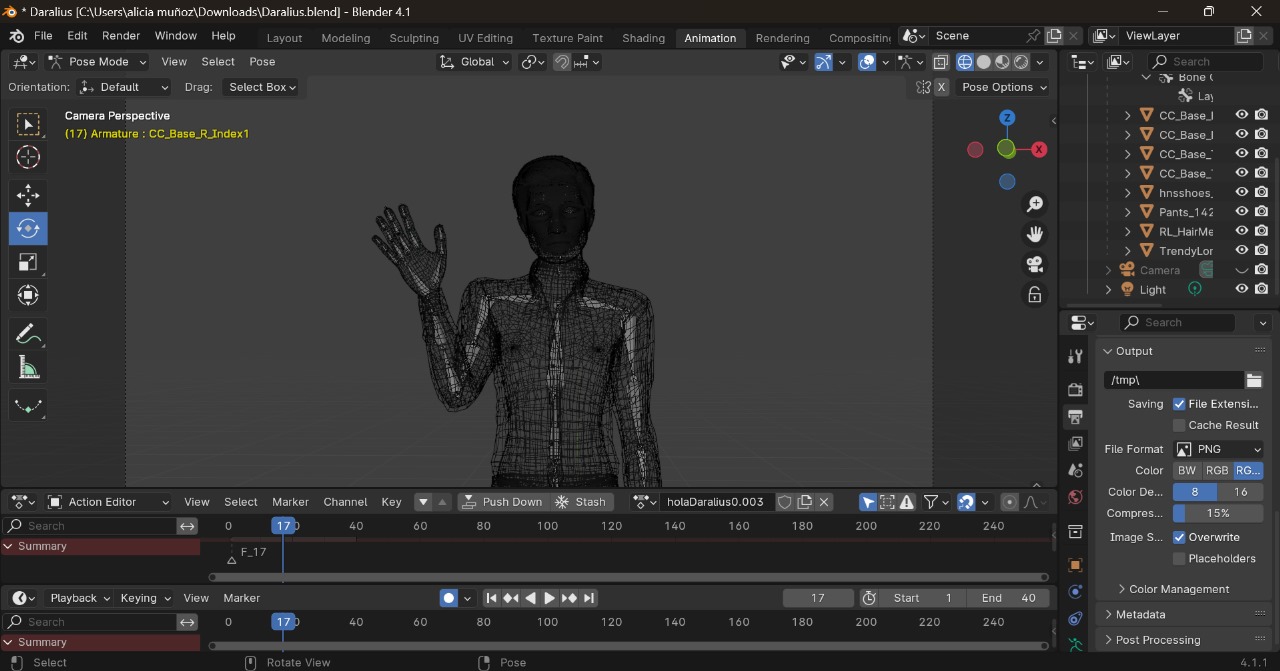 * Daralius [C:\Users\alicia muñoz\Downloads\Daralius.blend] - Blender 4.1
File Edit Render Window Help Layout Modeling Sculpting UV Editing Texture Paint Shading Animation Rendering Compositing Scene ViewLayer
Pose Mode View Select Pose Global Search
Orientation: Default Drag: Select Box X Pose Options
Bone (
Lay
Camera Perspective
(17) Armature : CC_Base_R_Index1
Z
X
CC_Base_I
CC_Base_I
CC_Base_T
CC_Base_T
hnsshoes_
Pants_142
RL_HairMe
TrendyLor
Camera
Light
Search
Output
/tmp\
Saving File Extensi...
Cache Result
File Format PNG
Color BW RGB RG...
Color De... 8 16
Compres... 15%
Image S... Overwrite
Placeholders
Color Management
Metadata
Post Processing
Action Editor View Select Marker Channel Key Push Down Stash holaDaralius0.003
Search 0 17 40 60 80 100 120 140 160 180 200 220 240
Summary
F_17
Playback Keying View Marker 17 Start 1 End 40
Search 0 17 40 60 80 100 120 140 160 180 200 220 240
Summary
Select Rotate View Pose 4.1.1